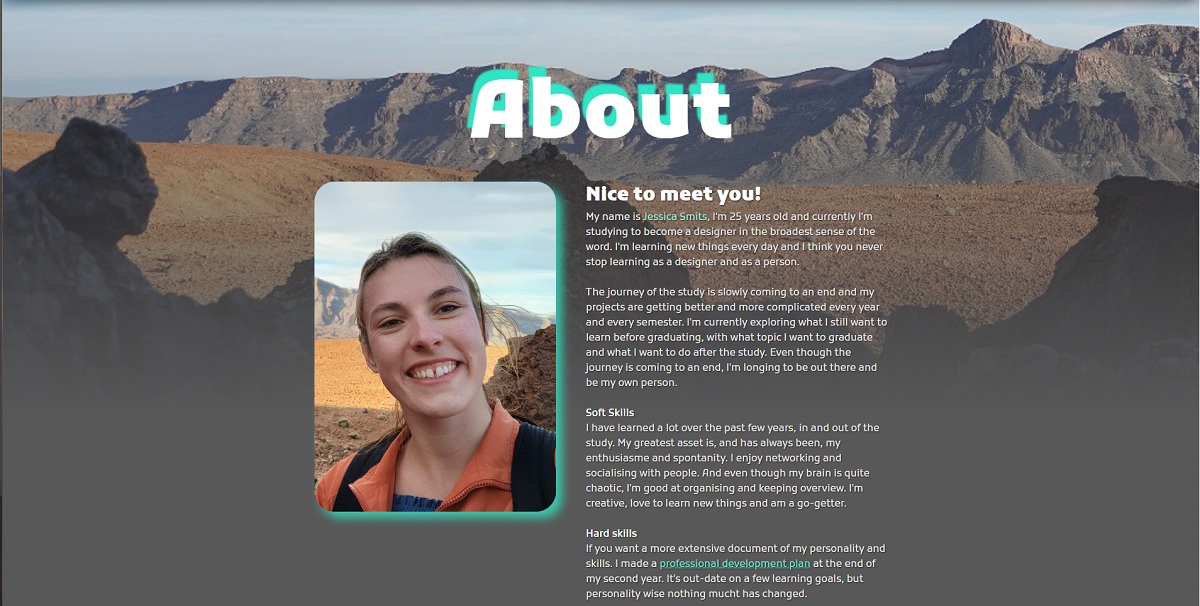 About
Nice to meet you!
My name is Jessica Smits, I'm 25 years old and currently I'm
studying to become a designer in the broadest sense of the
word. I'm learning new things every day and I think you never
stop learning as a designer and as a person.
The journey of the study is slowly coming to an end and my
projects are getting better and more complicated every year
and every semester. I'm currently exploring what I still want to
learn before graduating, with what topic I want to graduate
and what I want to do after the study. Even though the
journey is coming to an end, I'm longing to be out there and
be my own person.
Soft Skills
I have learned a lot over the past few years, in and out of the
study. My greatest asset is, and has always been, my
enthusiasme and spontanity. I enjoy networking and
socialising with people. And even though my brain is quite
chaotic, I'm good at organising and keeping overview. I'm
creative, love to learn new things and am a go-getter.
Hard skills
If you want a more extensive document of my personality and
skills. I made a professional development plan at the end of
my second year. It's out-date on a few learning goals, but
personality wise nothing mucht has changed.